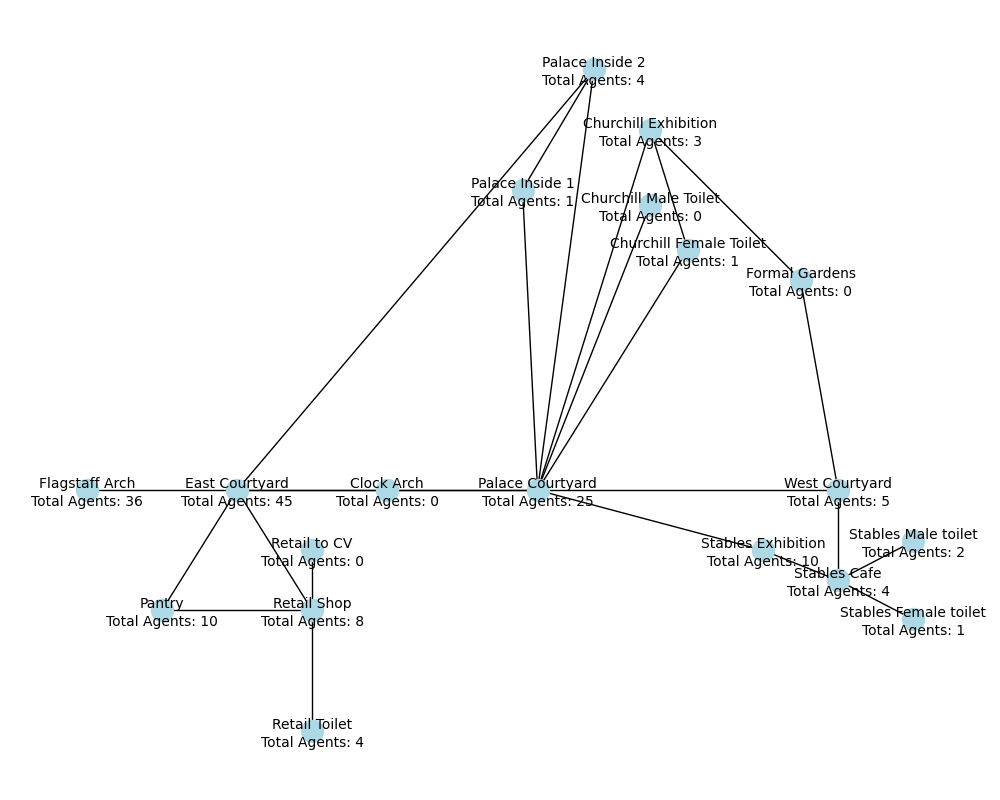 Palace Inside 2
Total Agents: 4
Churchill Exhibition
Total Agents: 3
Palace Inside 1
Total Agents: 1
Churchill Male Toilet
Total Agents: 0
Churchill Female Toilet
Total Agents: 1
Formal Gardens
Total Agents: 0
Flagstaff Arch
Total Agents: 36
East Courtyard
Total Agents: 45
Clock Arch
Total Agents: 0
Palace Courtyard
Total Agents: 25
West Courtyard
Total Agents: 5
Retail to CV
Total Agents: 0
Stables Exhibition
Total Agents: 10
Stables Male toilet
Total Agents: 2
Stables Cafe
Total Agents: 4
Pantry
Total Agents: 10
Retail Shop
Total Agents: 8
Stables Female toilet
Total Agents: 1
Retail Toilet
Total Agents: 4